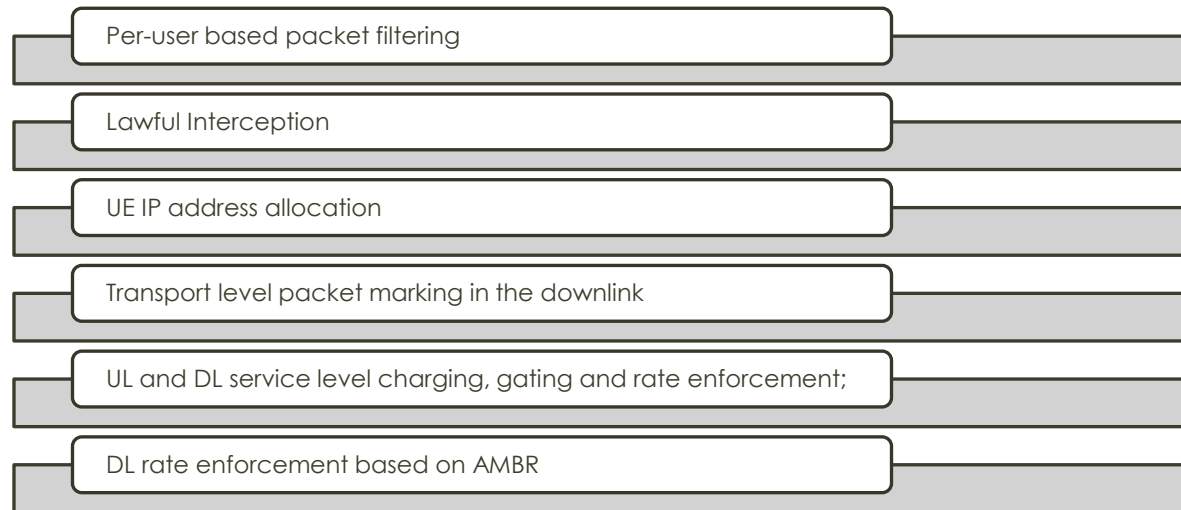 Per-user based packet filtering
Lawful Interception
UE IP address allocation
Transport level packet marking in the downlink
UL and DL service level charging, gating and rate enforcement;
DL rate enforcement based on AMBR